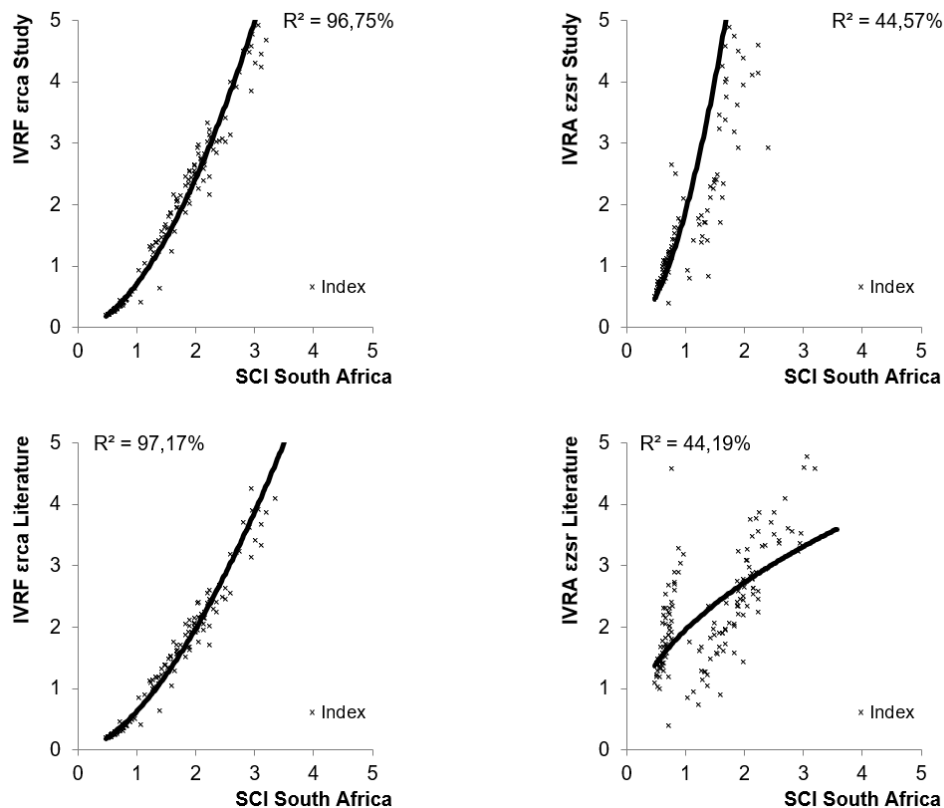 R² = 96,75%
IVRF εrca Study
5
4
3
2
1
0
× Index
0 1 2 3 4 5
SCI South Africa
R² = 44,57%
IVRA εzsr Study
5
4
3
2
1
0
× Index
0 1 2 3 4 5
SCI South Africa
R² = 97,17%
IVRF εrca Literature
5
4
3
2
1
0
× Index
0 1 2 3 4 5
SCI South Africa
R² = 44,19%
IVRA εzsr Literature
5
4
3
2
1
0
× Index
0 1 2 3 4 5
SCI South Africa